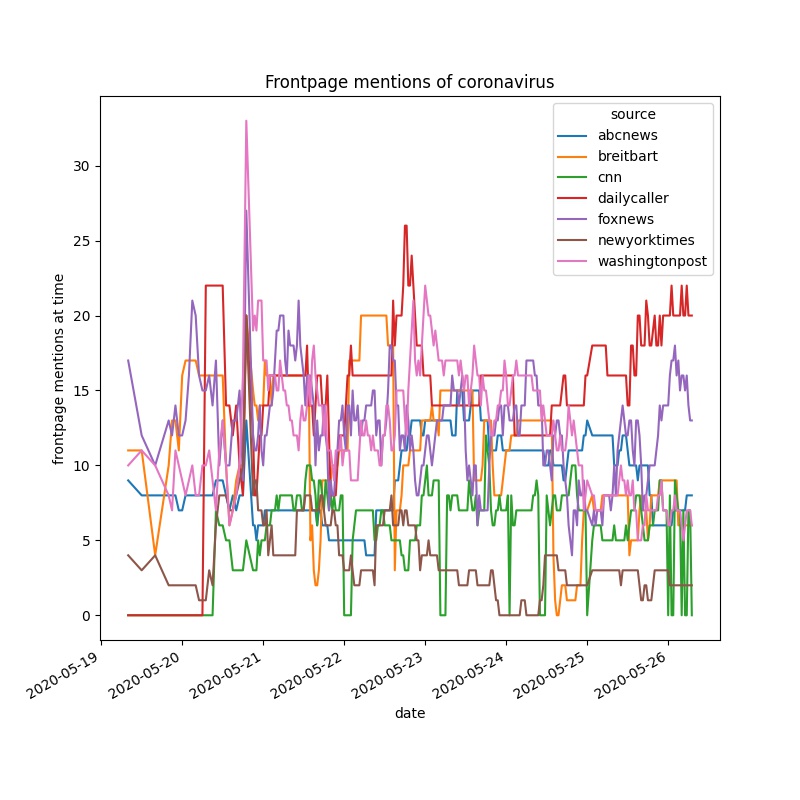 Frontpage mentions of coronavirus
source
abcnews
breitbart
cnn
dailycaller
foxnews
newyorktimes
washingtonpost
frontpage mentions at time
30
25
20
15
10
5
0
2020-05-19
2020-05-20
2020-05-21
2020-05-22
2020-05-23
2020-05-24
2020-05-25
2020-05-26
date